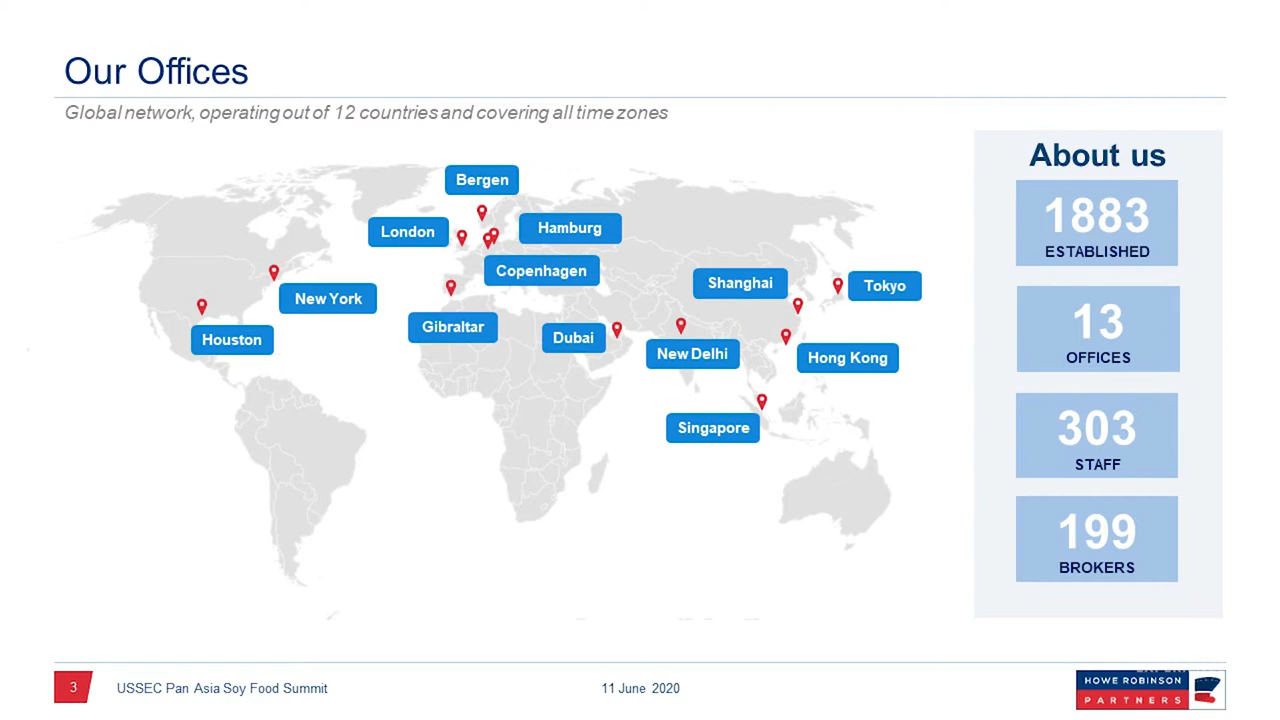 Our Offices
Global network, operating out of 12 countries and covering all time zones
About us
Bergen
1883
ESTABLISHED
London
Hamburg
Copenhagen
Shanghai
Tokyo
New York
13
OFFICES
Gibraltar
Dubai
Houston
New Delhi
Hong Kong
303
STAFF
Singapore
199
BROKERS
3
USSEC Pan Asia Soy Food Summit
11 June 2020
HOWE ROBINSON
PARTNERS